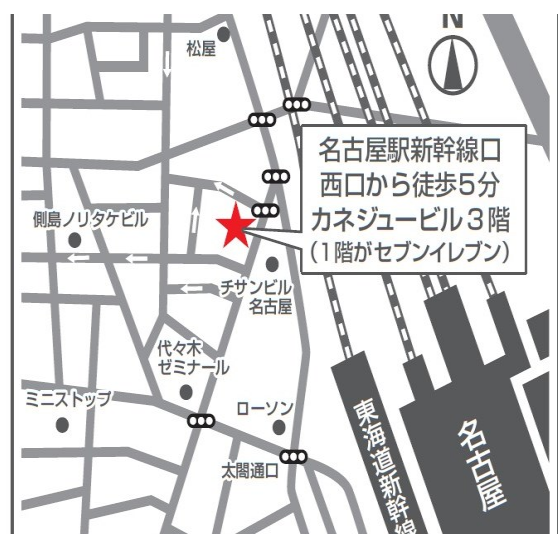 N
松屋
名古屋駅新幹線口
西口から徒歩5分
カネジュービル3階
(1階がセブンイレブン)
側島ノリタケビル
チサンビル
名古屋
代々木
ゼミナール
ミニストップ
ローソン
太閤通口
東海道新幹線
名古屋